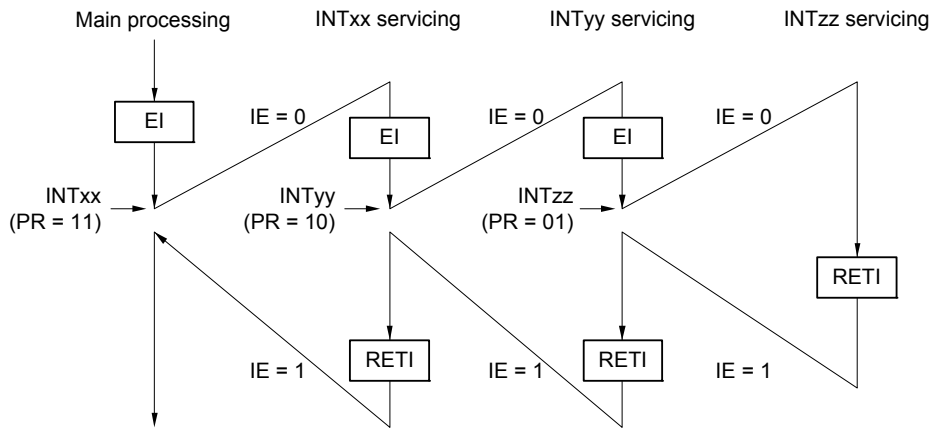 Main processing
INTxx servicing
INTyy servicing
INTzz servicing
EI
IE = 0
EI
IE = 0
EI
IE = 0
INTxx
(PR = 11)
INTyy
(PR = 10)
INTzz
(PR = 01)
RETI
IE = 1
RETI
IE = 1
RETI
IE = 1